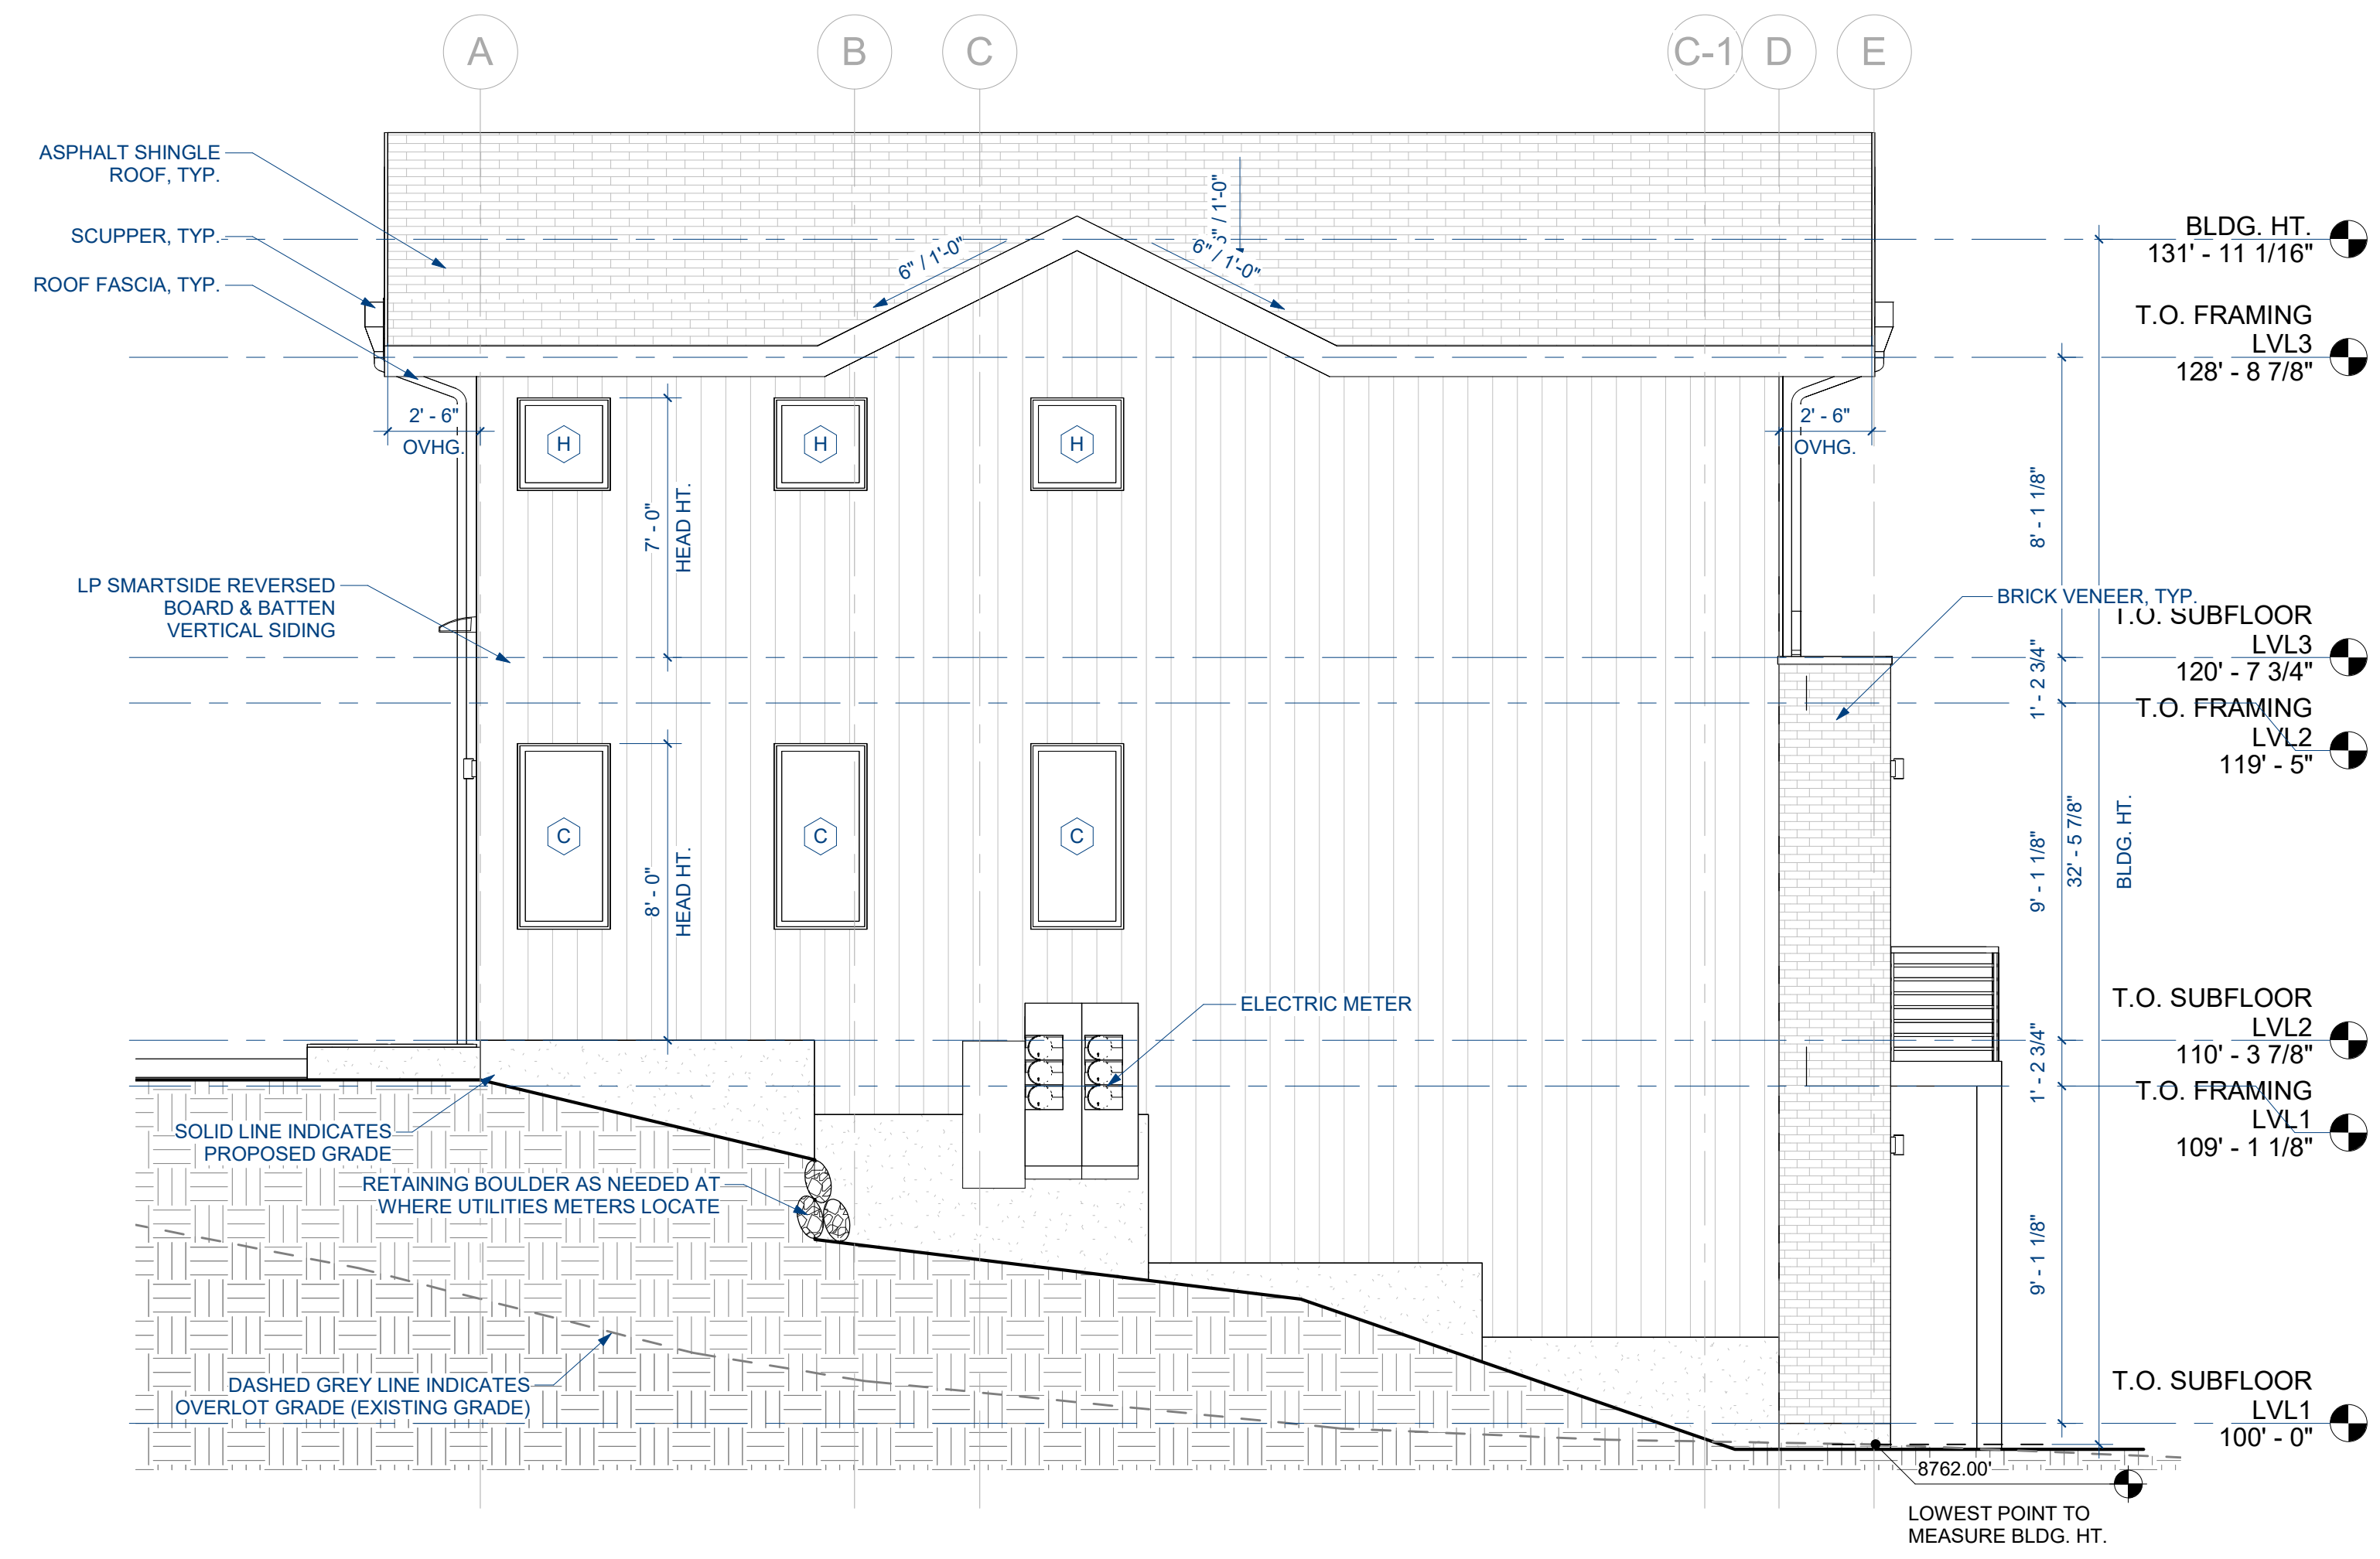 A
B
C
C-1
D
E
ASPHALT SHINGLE
ROOF, TYP.
SCUPPER, TYP.
ROOF FASCIA, TYP.
6" / 1'-0"
6" / 1'-0"
/ 1'-0"
BLDG. HT.
131' - 11 1/16"
T.O. FRAMING
LVL3
128' - 8 7/8"
2' - 6"
OVHG.
2' - 6"
OVHG.
H
H
H
7' - 0"
HEAD HT.
8' - 1 1/8"
LP SMARTSIDE REVERSED
BOARD & BATTEN
VERTICAL SIDING
BRICK VENEER, TYP.
T.O. SUBFLOOR
LVL3
120' - 7 3/4"
1' - 2 3/4"
T.O. FRAMING
LVL2
119' - 5"
C
C
C
8' - 0"
HEAD HT.
9' - 1 1/8"
32' - 5 7/8"
BLDG. HT.
ELECTRIC METER
T.O. SUBFLOOR
LVL2
110' - 3 7/8"
1' - 2 3/4"
T.O. FRAMING
LVL1
109' - 1 1/8"
SOLID LINE INDICATES
PROPOSED GRADE
RETAINING BOULDER AS NEEDED AT
WHERE UTILITIES METERS LOCATE
9' - 1 1/8"
DASHED GREY LINE INDICATES
OVERLOT GRADE (EXISTING GRADE)
T.O. SUBFLOOR
LVL1
100' - 0"
8762.00'
LOWEST POINT TO
MEASURE BLDG. HT.